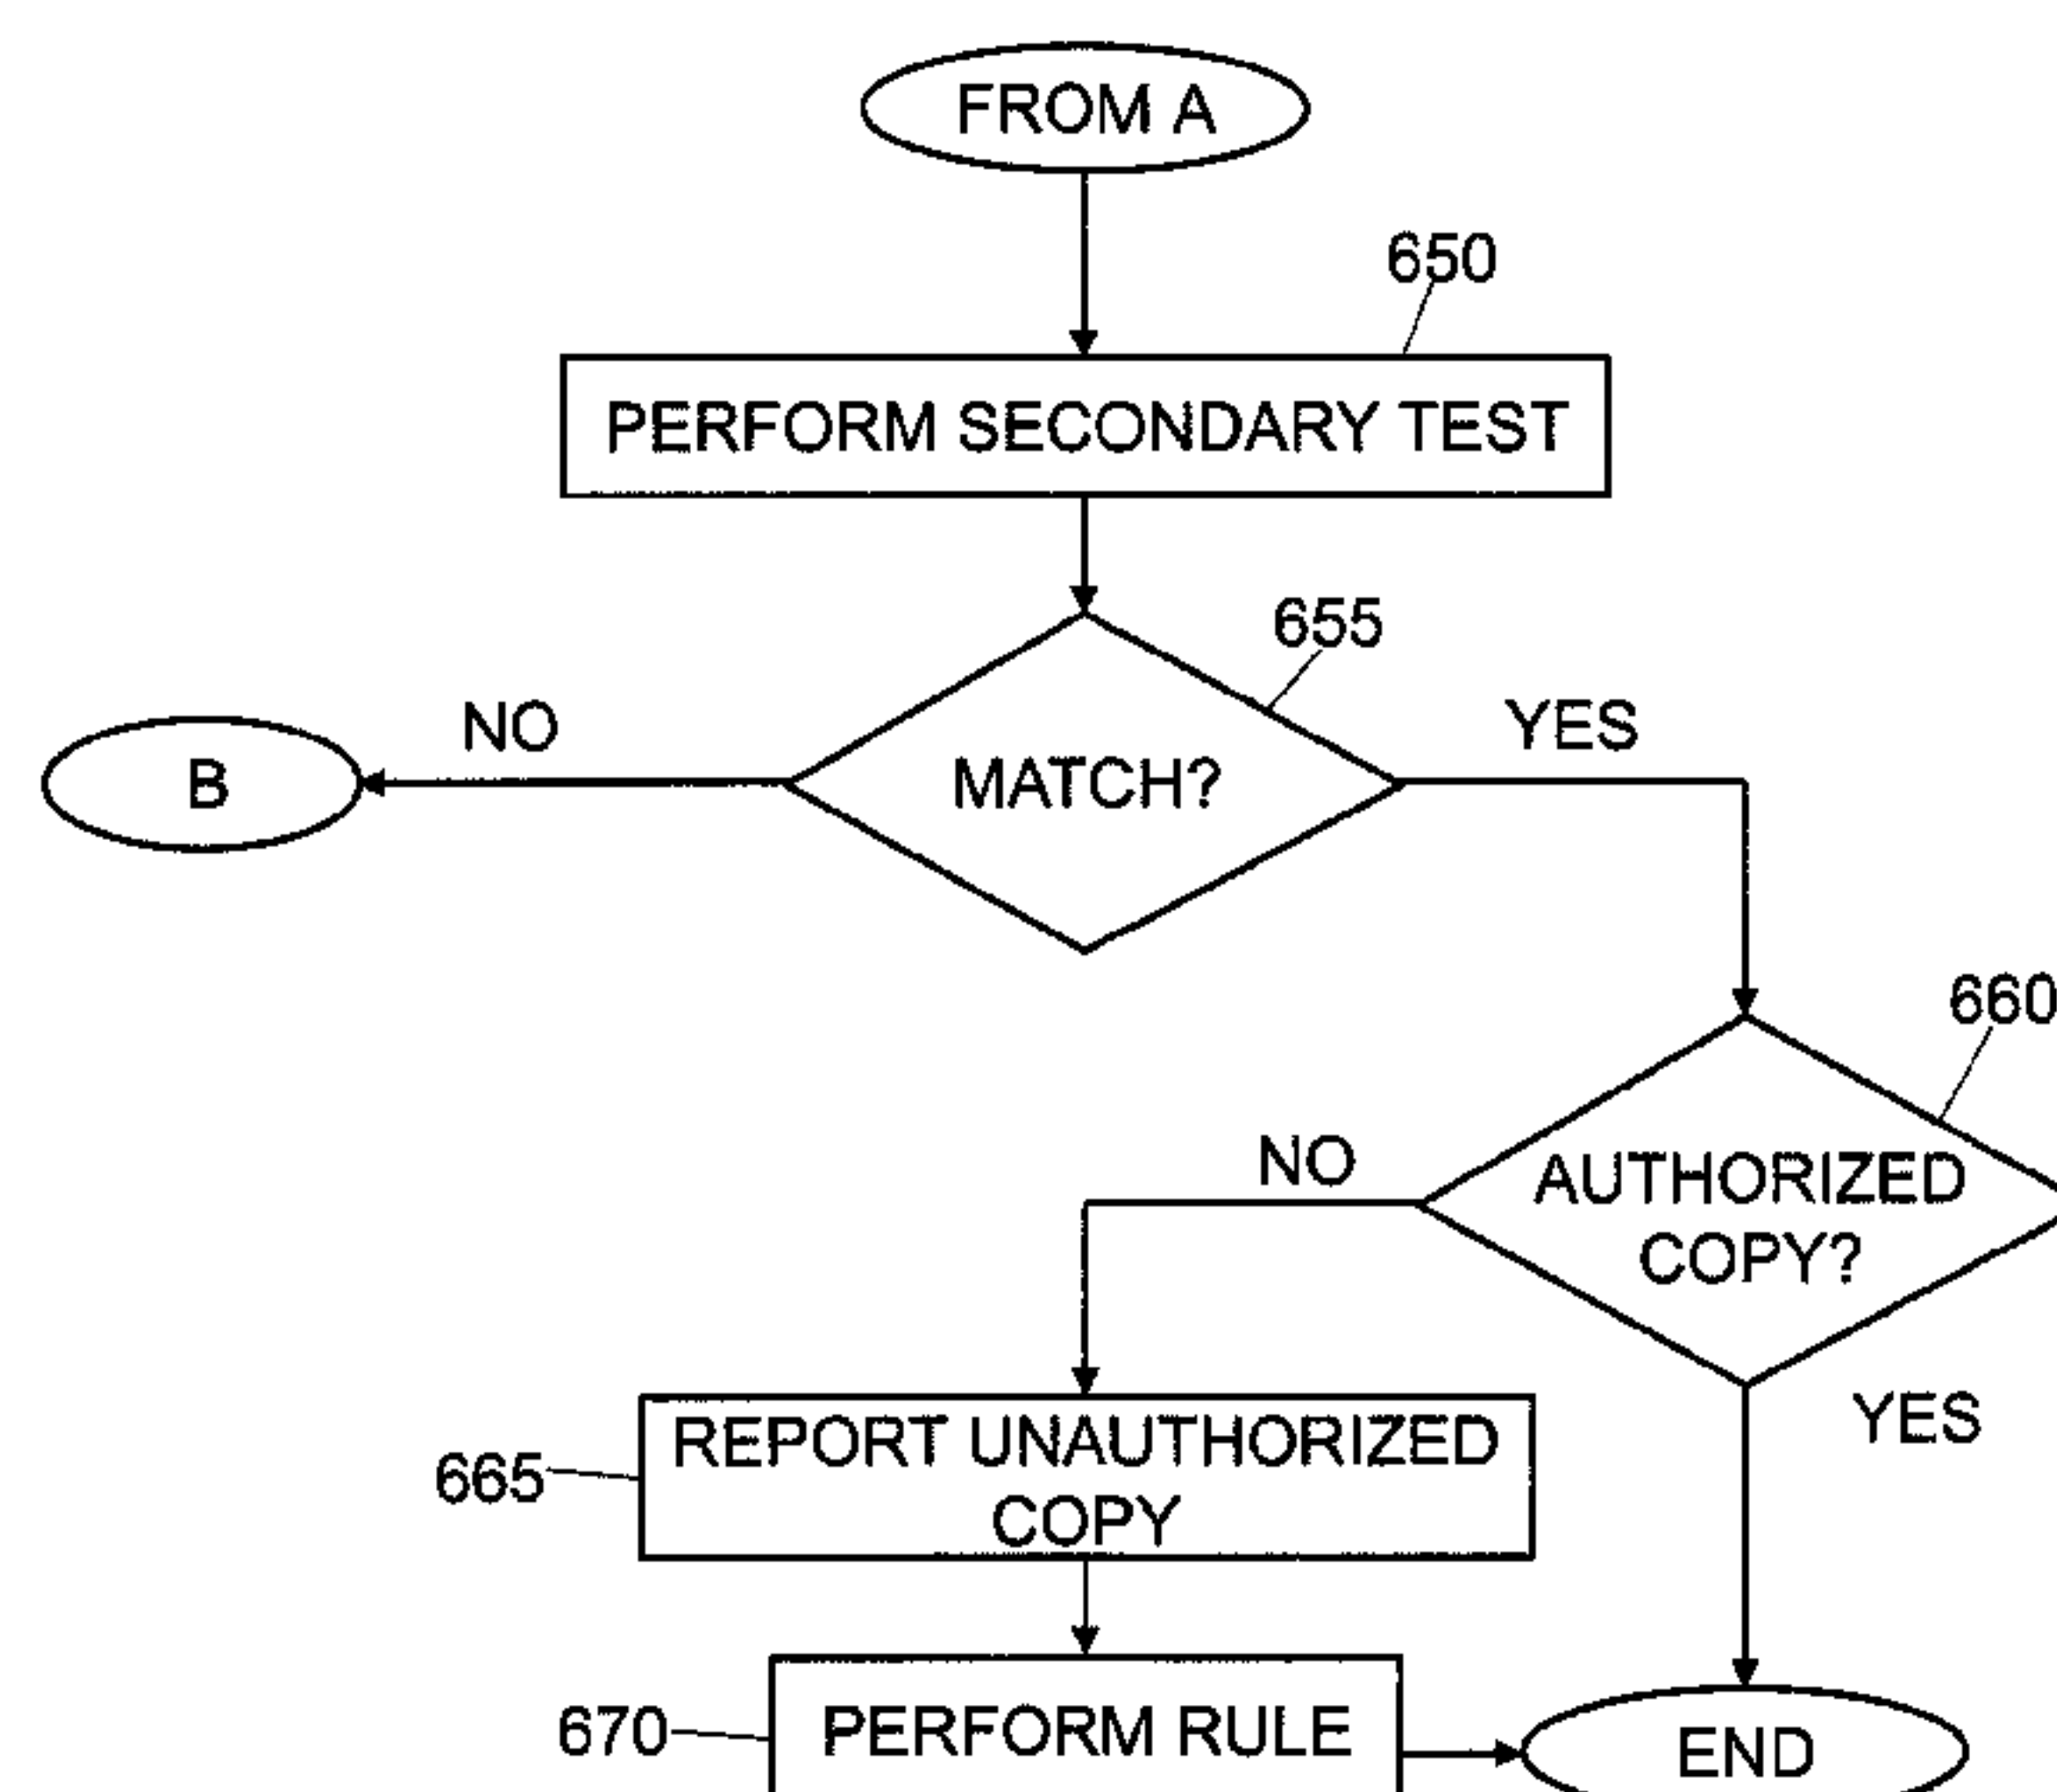 FROM A
650
PERFORM SECONDARY TEST
655
NO
YES
B
MATCH?
660
NO
AUTHORIZED
COPY?
YES
REPORT UNAUTHORIZED
COPY
665
670
PERFORM RULE
END